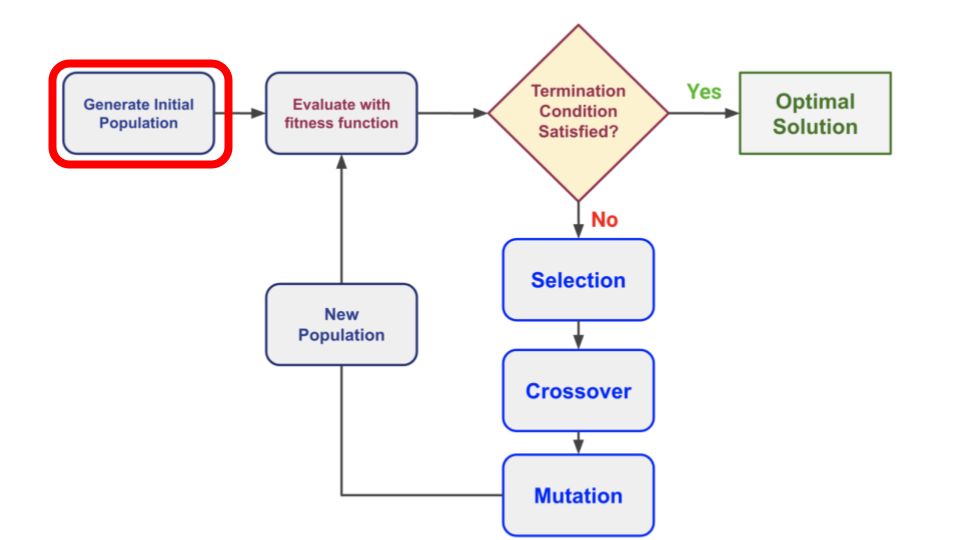 Generate Initial
Population
Evaluate with
fitness function
Termination
Condition
Satisfied?
Yes
Optimal
Solution
No
Selection
New
Population
Crossover
Mutation